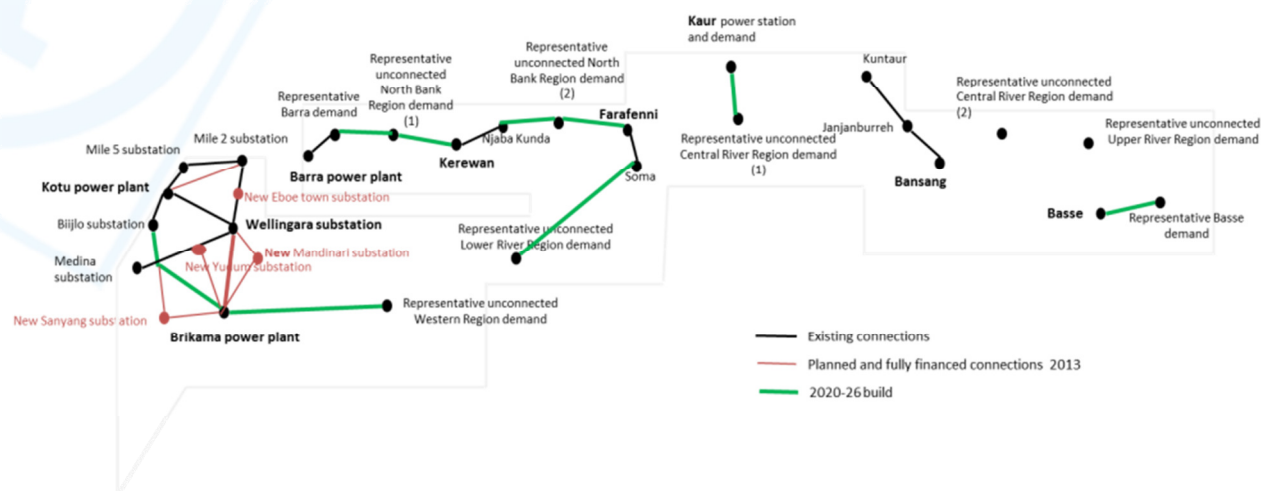 Kaur power station
and demand
Representative
unconnected North
Bank Region demand
(2)
Representative
unconnected
North Bank
Region demand
(1)
Kuntaur
Representative unconnected
Central River Region demand
(2)
Representative
Barra demand
Farafenni
Janjanburreh
Representative unconnected
Upper River Region demand
Mile 2 substation
Njaba Kunda
Mile 5 substation
Kerewan
Representative unconnected
Central River Region demand
(1)
Barra power plant
Soma
Bansang
Kotu power plant
New Eboe town substation
Biijlo substation
Wellingara substation
Representative unconnected
Lower River Region demand
Basse
Representative Basse
demand
Medina
substation
New Mandinari substation
New Yudum substation
New Sanyang substation
Representative unconnected
Western Region demand
Brikama power plant
Existing connections
Planned and fully financed connections 2013
2020-26 build